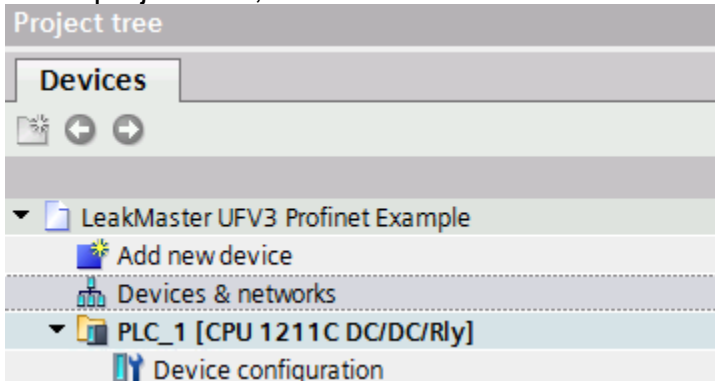 Project tree
Devices
LeakMaster UFV3 Profinet Example
Add new device
Devices & networks
PLC_1 [CPU 1211C DC/DC/Rly]
Device configuration